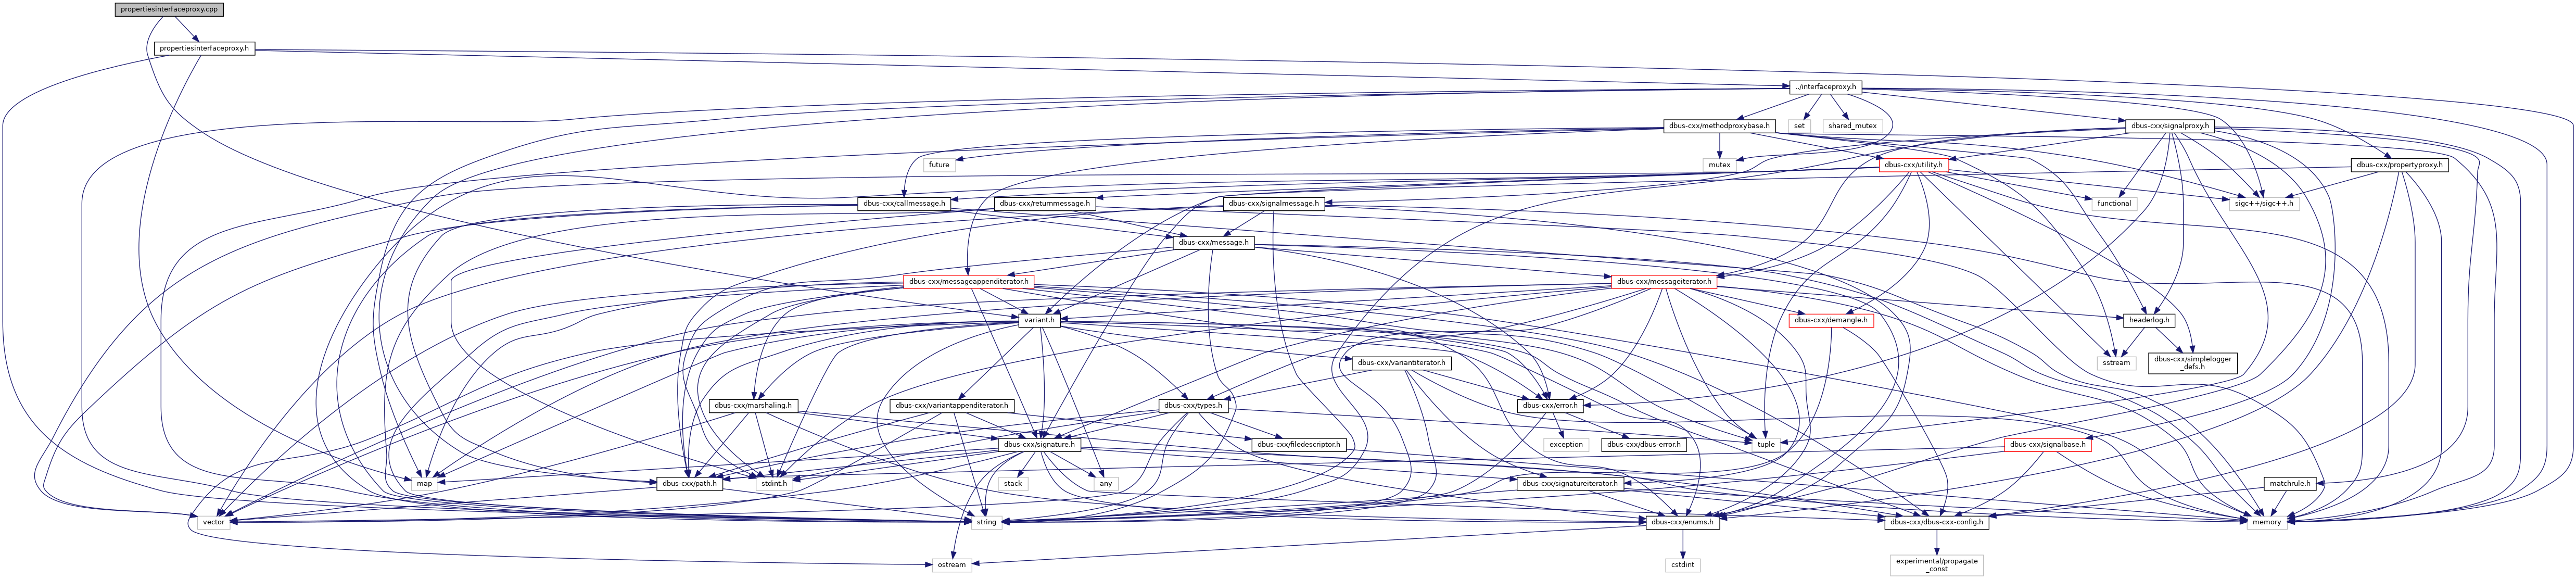 propertiesinterfaceproxy.cpp
propertiesinterfaceproxy.h
../interfaceproxy.h
dbus-cxx/methodproxybase.h
set
shared_mutex
dbus-cxx/signalproxy.h
future
mutex
dbus-cxx/utility.h
dbus-cxx/propertyproxy.h
dbus-cxx/callmessage.h
dbus-cxx/returnmessage.h
dbus-cxx/signalmessage.h
functional
sigc++/sigc++.h
dbus-cxx/message.h
dbus-cxx/messageappenditerator.h
dbus-cxx/messageiterator.h
variant.h
dbus-cxx/demangle.h
headerlog.h
dbus-cxx/variantiterator.h
sstream
dbus-cxx/simplelogger
_defs.h
dbus-cxx/marshaling.h
dbus-cxx/variantappenditerator.h
dbus-cxx/types.h
dbus-cxx/error.h
dbus-cxx/signature.h
dbus-cxx/filedescriptor.h
exception
dbus-cxx/dbus-error.h
tuple
dbus-cxx/signalbase.h
map
dbus-cxx/path.h
stdint.h
stack
any
dbus-cxx/signatureiterator.h
matchrule.h
vector
string
dbus-cxx/enums.h
dbus-cxx/dbus-cxx-config.h
memory
ostream
cstdint
experimental/propagate
_const